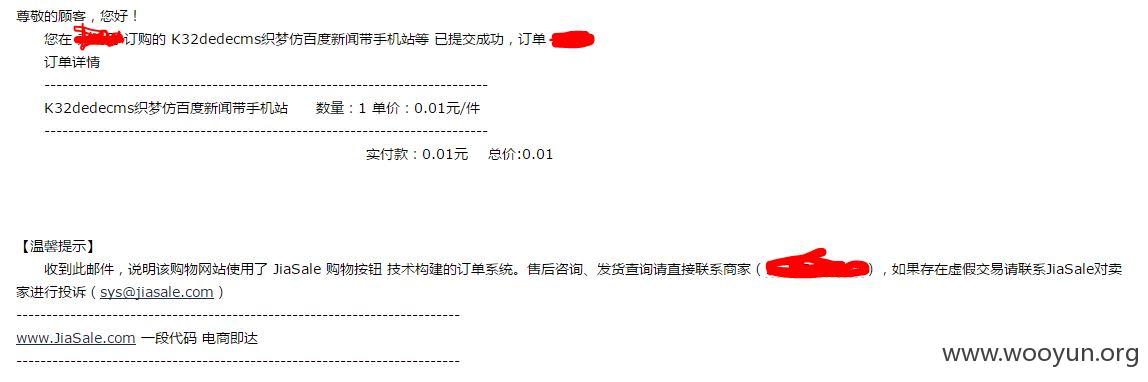 尊敬的顾客，您好！
您在 订购的 K32dedecms织梦仿百度新闻带手机站等 已提交成功，订单
订单详情
--------------------------------------------------------------------------
K32dedecms织梦仿百度新闻带手机站 数量：1 单价：0.01元/件
--------------------------------------------------------------------------
实付款：0.01元 总价:0.01
【温馨提示】
收到此邮件，说明该购物网站使用了 JiaSale 购物按钮 技术构建的订单系统。售后咨询、发货查询请直接联系商家（ ），如果存在虚假交易请联系JiaSale对卖
家进行投诉（ sys@jiasale.com ）
--------------------------------------------------------------------------
www.JiaSale.com 一段代码 电商即达
--------------------------------------------------------------------------
www.wooyun.org